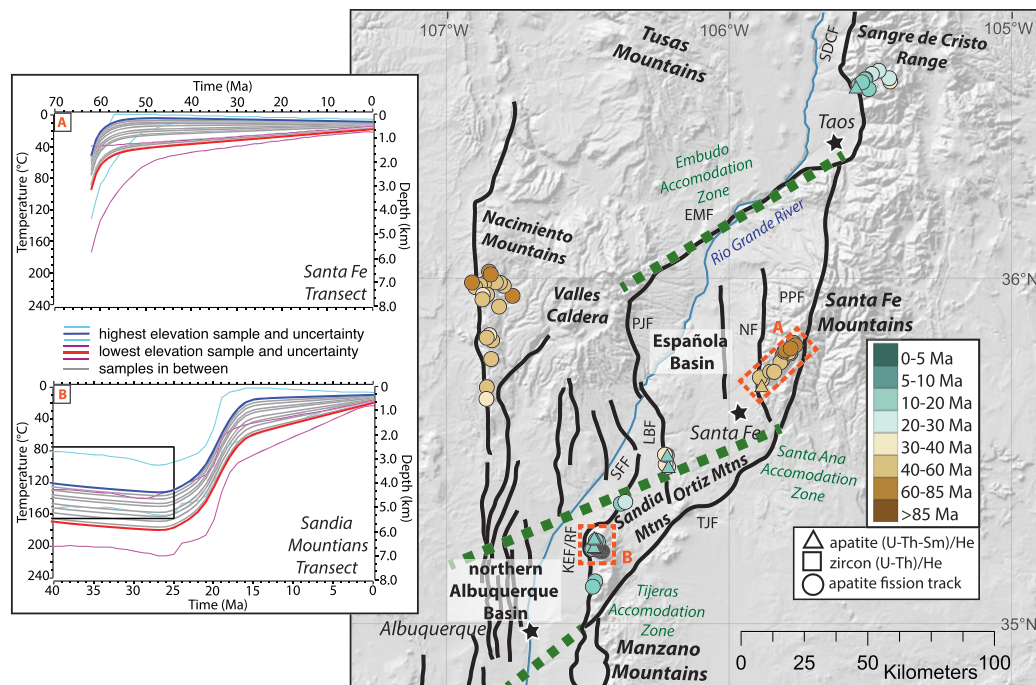 Time (Ma)
70 60 50 40 30 20 10 0
A
0 40 80 120 160 200 240
Temperature (°C)
0 1.0 2.0 3.0 4.0 5.0 6.0 7.0 8.0
Depth (km)
Santa Fe
Transect
highest elevation sample and uncertainty
lowest elevation sample and uncertainty
samples in between
B
0 40 80 120 160 200 240
Temperature (°C)
0 1.0 2.0 3.0 4.0 5.0 6.0 7.0 8.0
Depth (km)
Sandia
Mountians
Transect
40 35 30 25 20 15 10 5 0
Time (Ma)
107°W
106°W
105°W
36°N
35°N
Tusas
Mountains
SDCF
Sangre de Cristo
Range
Taos
Embudo
Accomodation
Zone
EMF
Rio Grande River
Nacimiento
Mountains
Valles
Caldera
PJF
Española
Basin
NF
PPF
Santa Fe
Mountains
A
Santa Fe
LBF
SFF
Ortiz Mtns
Sandia
Mtns
Santa Ana
Accomodation
Zone
TJF
KEF/RF
B
northern
Albuquerque
Basin
Albuquerque
Tijeras
Accomodation
Zone
Manzano
Mountains
0-5 Ma
5-10 Ma
10-20 Ma
20-30 Ma
30-40 Ma
40-60 Ma
60-85 Ma
>85 Ma
apatite (U-Th-Sm)/He
zircon (U-Th)/He
apatite fission track
0 25 50 100
Kilometers